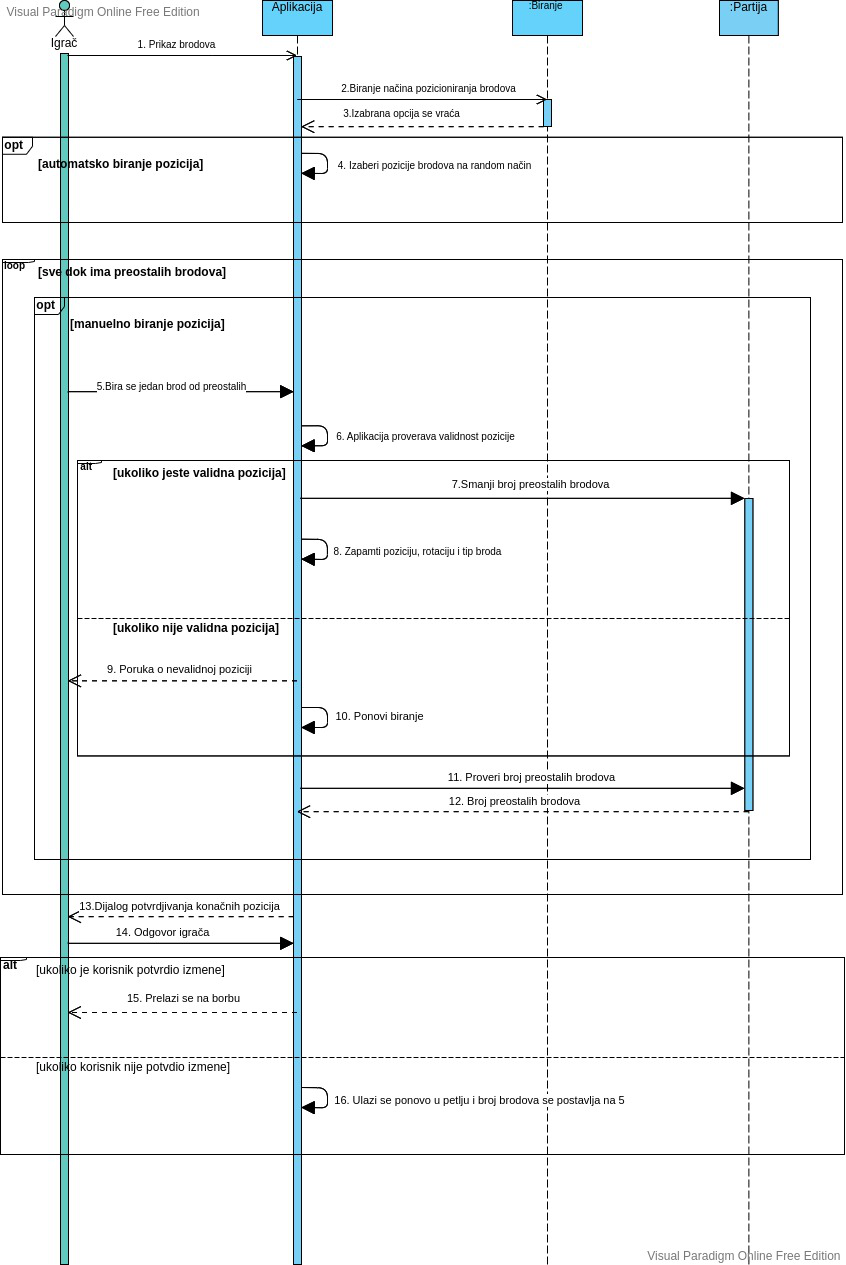 Visual Paradigm Online Free Edition
Igrač
Aplikacija
:Biranje
:Partija
1. Prikaz brodova
2.Biranje načina pozicioniranja brodova
3.Izabrana opcija se vraća
opt
[automatsko biranje pozicija]
4. Izaberi pozicije brodova na random način
loop
[sve dok ima preostalih brodova]
opt
[manuelno biranje pozicija]
5.Bira se jedan brod od preostalih
6. Aplikacija proverava validnost pozicije
alt
[ukoliko jeste validna pozicija]
7.Smanji broj preostalih brodova
8. Zapamti poziciju, rotaciju i tip broda
[ukoliko nije validna pozicija]
9. Poruka o nevalidnoj poziciji
10. Ponovi biranje
11. Proveri broj preostalih brodova
12. Broj preostalih brodova
13.Dijalog potvrdjivanja konačnih pozicija
14. Odgovor igrača
alt
[ukoliko je korisnik potvrdio izmene]
15. Prelazi se na borbu
[ukoliko korisnik nije potvdio izmene]
16. Ulazi se ponovo u petlju i broj brodova se postavlja na 5
Visual Paradigm Online Free Edition